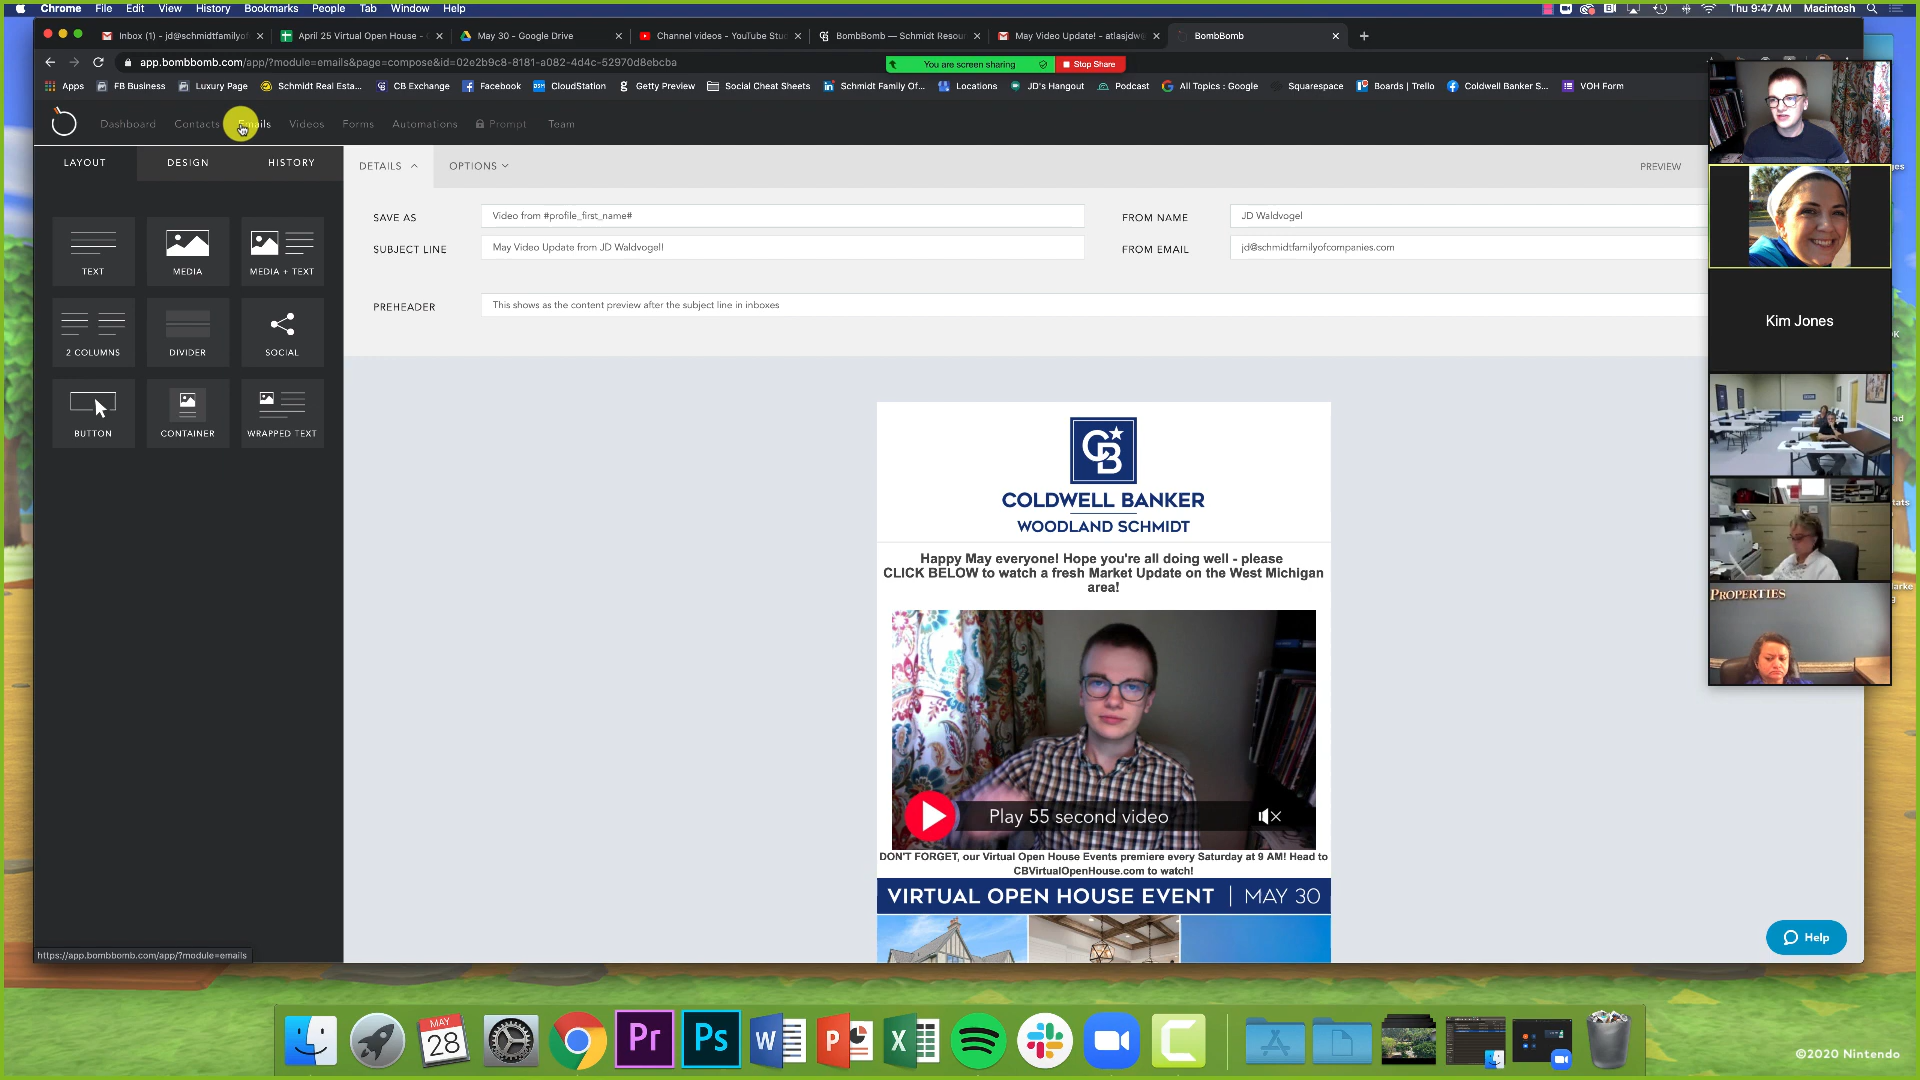 Chrome File Edit View History Bookmarks People Tab Window Help Thu 9:47 AM Macintosh
Inbox (1) - jd@schmidtfamilyof April 25 Virtual Open House - May 30 - Google Drive Channel videos - YouTube Stu BombBomb — Schmidt Resou May Video Update! - atlasjdw@ BombBomb
app.bombbomb.com/app/?module=emails&page=compose&id=02e2b9c8-8181-a082-4d4c-52970d8ebcba
You are screen sharing Stop Share
Apps FB Business Luxury Page Schmidt Real Esta... CB Exchange Facebook CloudStation Getty Preview Social Cheat Sheets Schmidt Family Of... Locations JD's Hangout Podcast All Topics : Google Squarespace Boards | Trello Coldwell Banker S... VOH Form
Dashboard Contacts Emails Videos Forms Automations Prompt Team
LAYOUT DESIGN HISTORY
DETAILS OPTIONS PREVIEW
SAVE AS Video from #profile_first_name# FROM NAME JD Waldvogel
SUBJECT LINE May Video Update from JD Waldvogel! FROM EMAIL jd@schmidtfamilyofcompanies.com
PREHEADER This shows as the content preview after the subject line in inboxes
TEXT MEDIA MEDIA + TEXT
2 COLUMNS DIVIDER SOCIAL
BUTTON CONTAINER WRAPPED TEXT
CB
COLDWELL BANKER
WOODLAND SCHMIDT
Happy May everyone! Hope you're all doing well - please
CLICK BELOW to watch a fresh Market Update on the West Michigan
area!
Play 55 second video
DON'T FORGET, our Virtual Open House Events premiere every Saturday at 9 AM! Head to
CBVirtualOpenHouse.com to watch!
VIRTUAL OPEN HOUSE EVENT | MAY 30
Kim Jones
PROPERTIES
Help
https://app.bombbomb.com/app/?module=emails
MAY
28
Pr
Ps
W
P
X
©2020 Nintendo